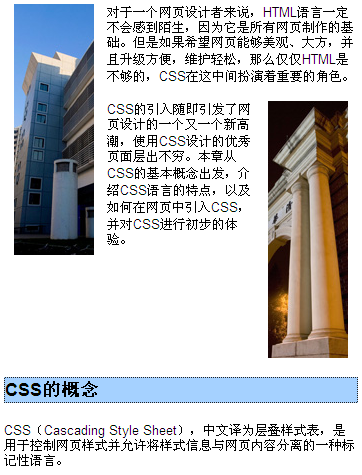 对于一个网页设计者来说，HTML语言一定
不会感到陌生，因为它是所有网页制作的基
础。但是如果希望网页能够美观、大方，并
且升级方便，维护轻松，那么仅仅HTML是
不够的，CSS在这中间扮演着重要的角色。
CSS的引入随即引发了网
页设计的一个又一个新高
潮，使用CSS设计的优秀
页面层出不穷。本章从
CSS的基本概念出发，介
绍CSS语言的特点，以及
如何在网页中引入CSS，
并对CSS进行初步的体
验。
CSS的概念
CSS（Cascading Style Sheet），中文译为层叠样式表，是
用于控制网页样式并允许将样式信息与网页内容分离的一种标
记性语言。